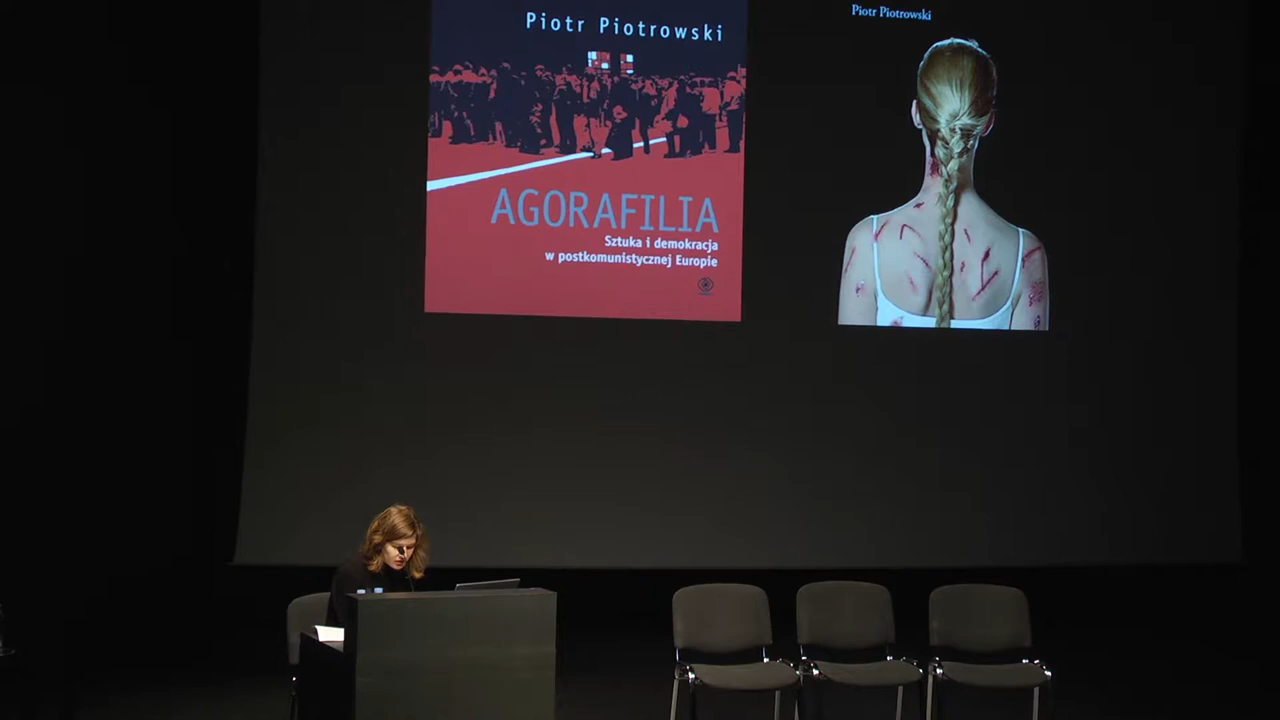 Piotr Piotrowski
AGORAFILIA
Sztuka i demokracja
w postkomunistycznej Europie
Piotr Piotrowski